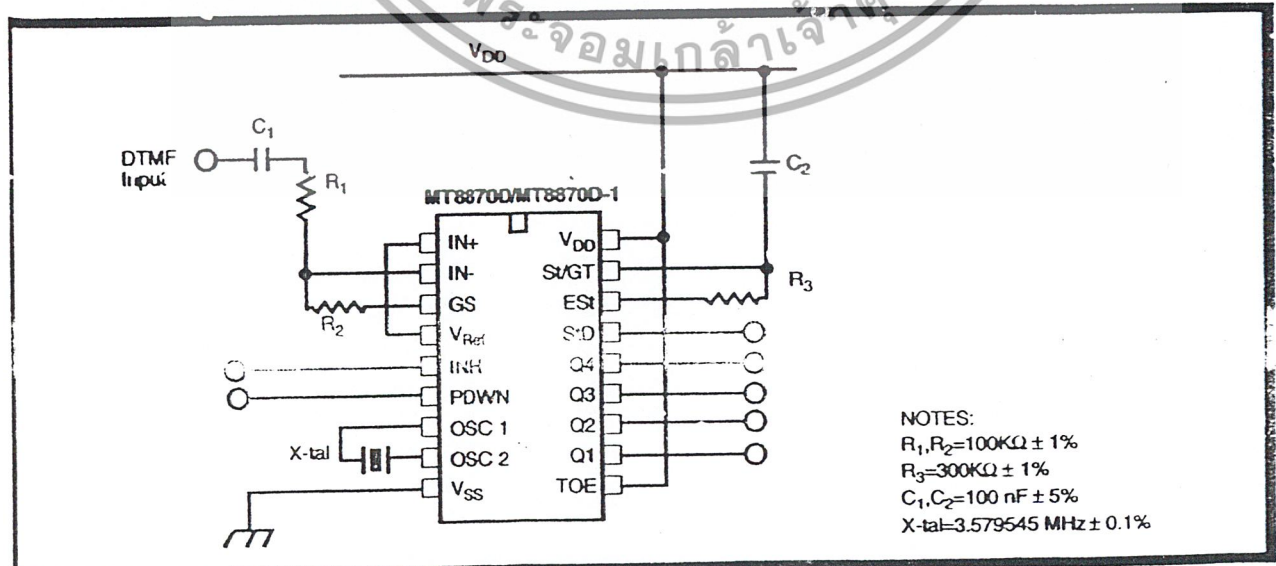 พระจอมเกล้าเจ้า
VDD
C1
DTMF
Input
R1
C2
MT8870D/MT8870D-1
IN+
VDD
IN-
St/GT
R3
GS
ESt
R2
VRef
StD
INH
Q4
PDWN
Q3
OSC 1
Q2
X-tal
OSC 2
Q1
VSS
TOE
NOTES:
R1,R2=100KΩ ± 1%
R3=300KΩ ± 1%
C1,C2=100 nF ± 5%
X-tal=3.579545 MHz ± 0.1%